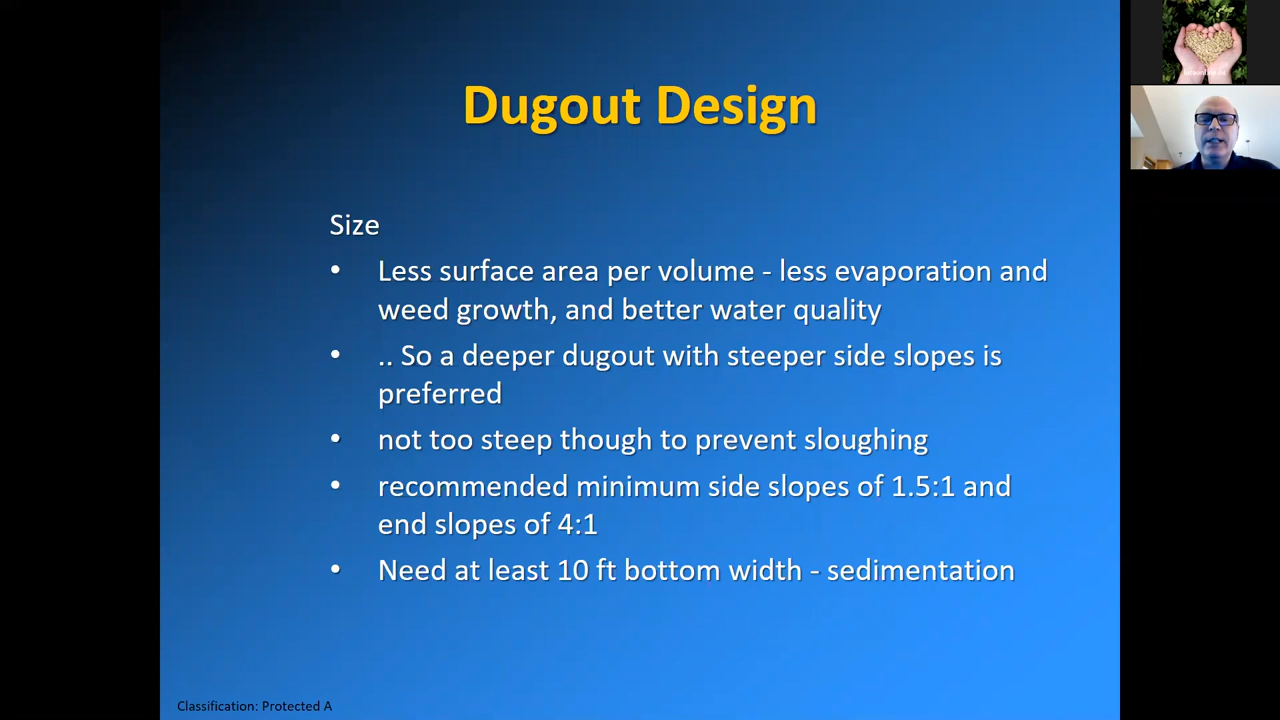 Dugout Design
Size
• Less surface area per volume - less evaporation and
weed growth, and better water quality
• .. So a deeper dugout with steeper side slopes is
preferred
• not too steep though to prevent sloughing
• recommended minimum side slopes of 1.5:1 and
end slopes of 4:1
• Need at least 10 ft bottom width - sedimentation
Classification: Protected A